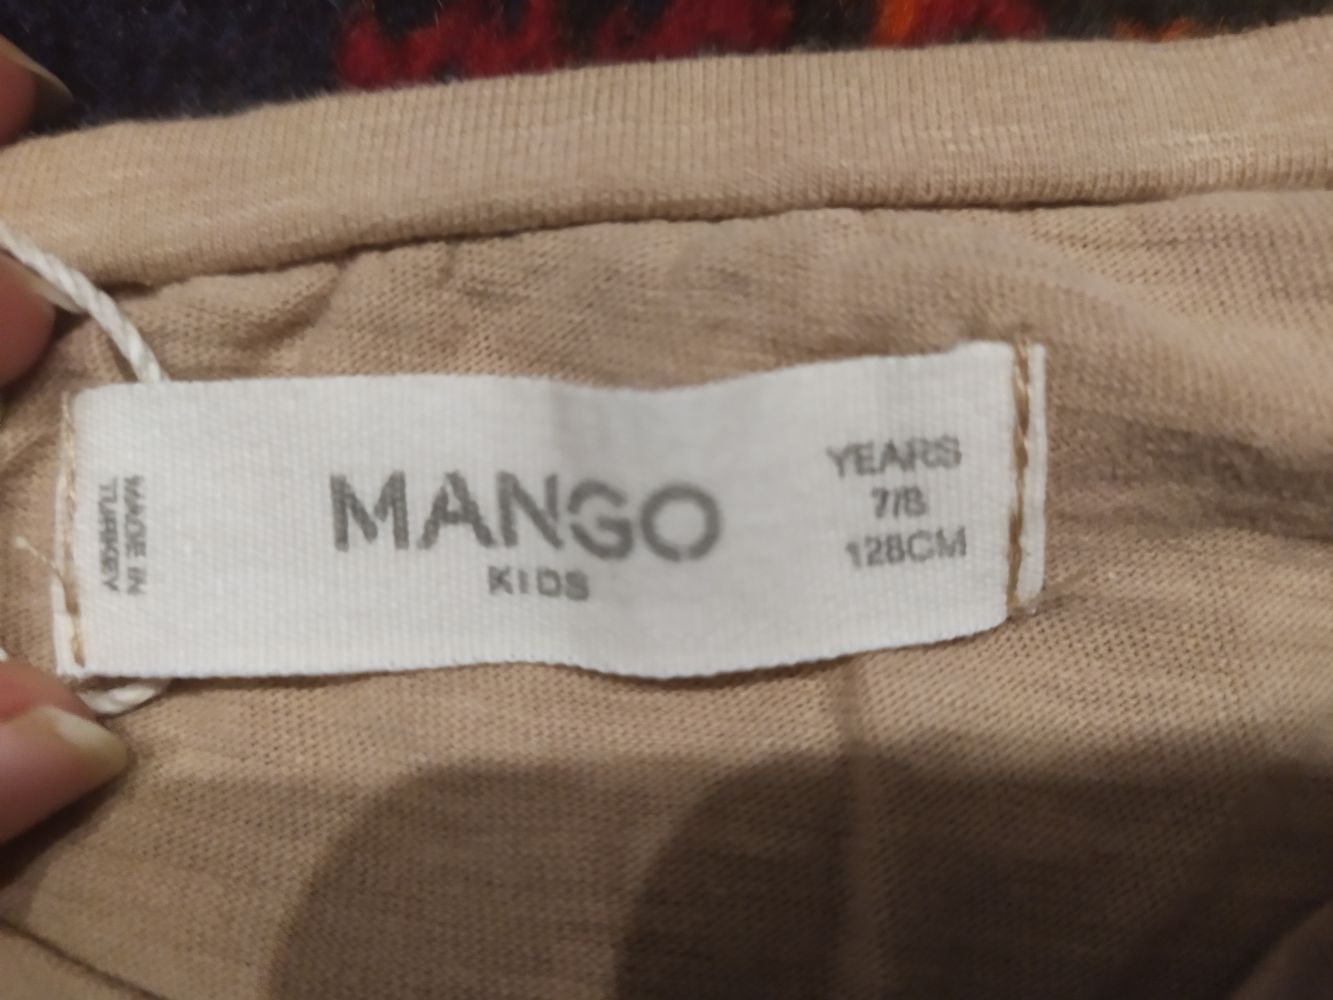 MANGO
KIDS
YEARS
7/8
128CM
MADE IN
TURKEY